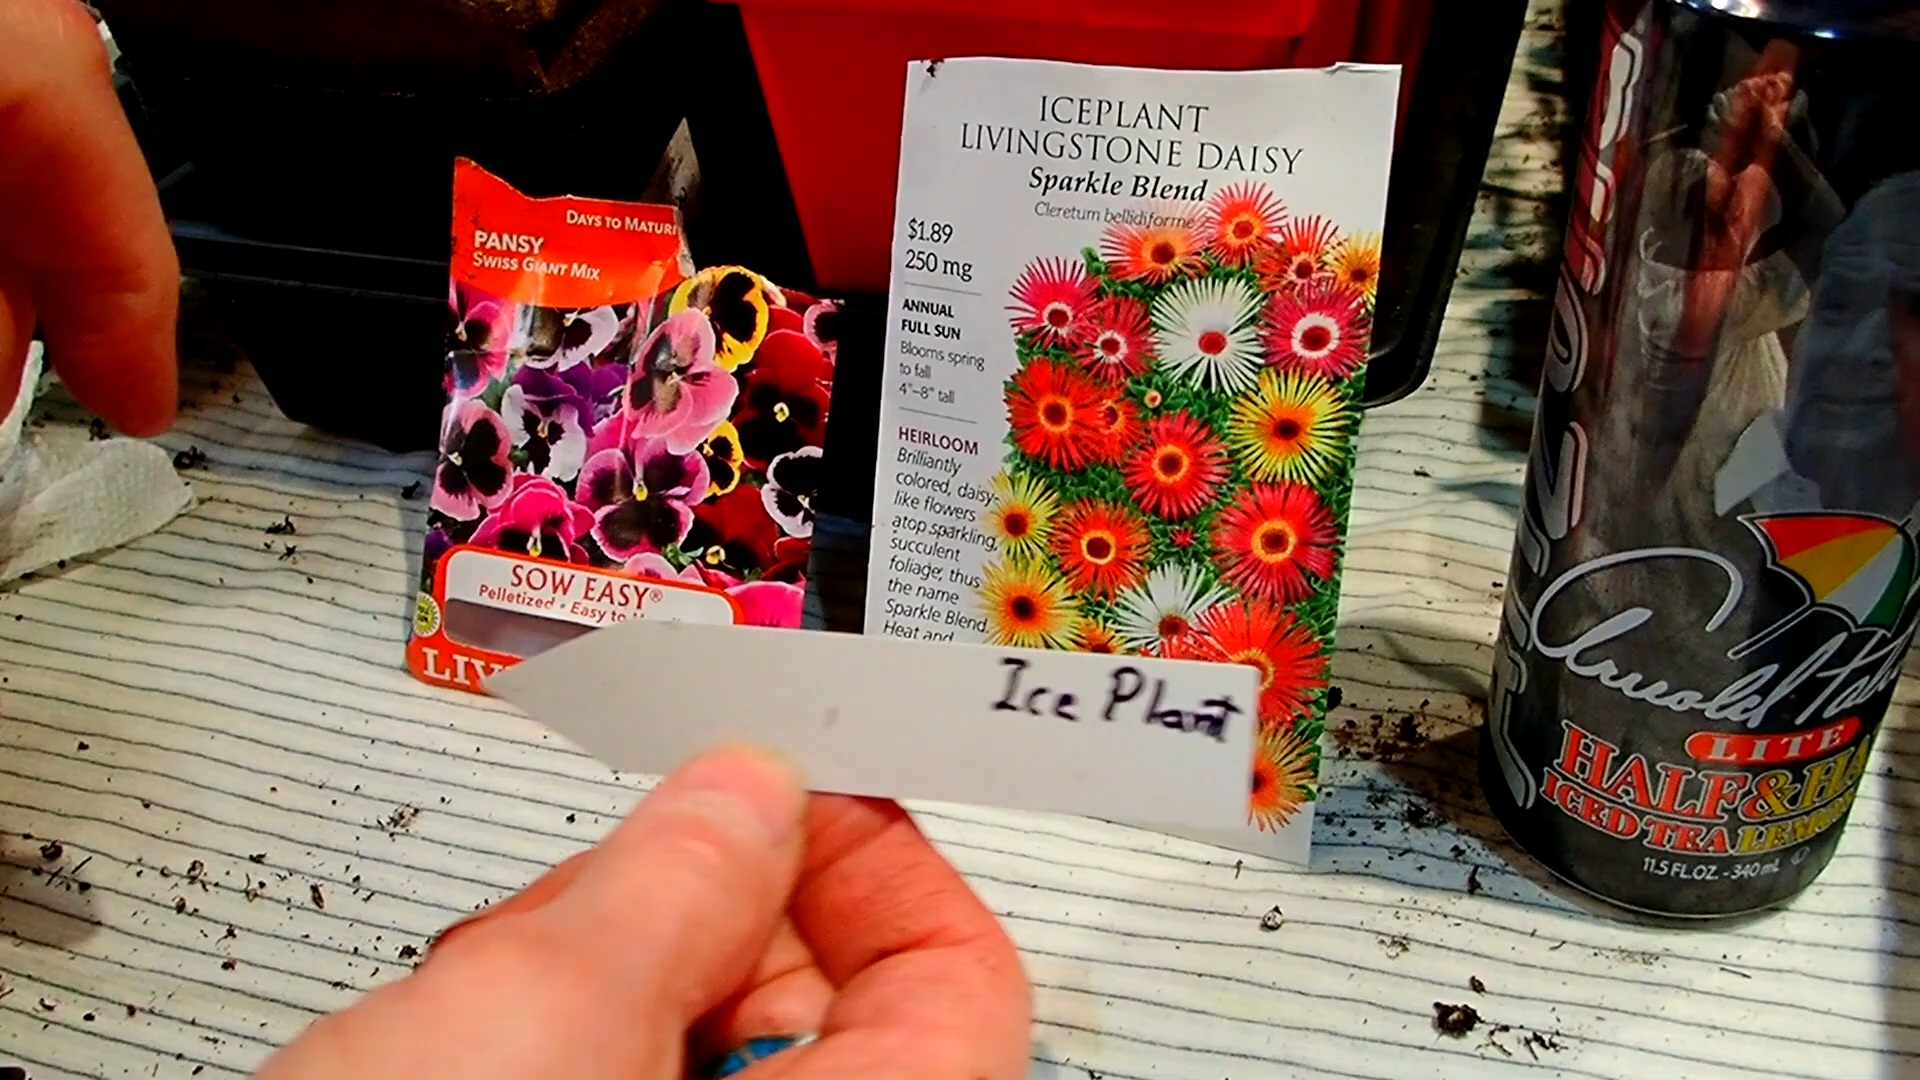 DAYS TO MATURI
PANSY
SWISS GIANT MIX
SOW EASY®
Pelletized • Easy to
LIV
ICEPLANT
LIVINGSTONE DAISY
Sparkle Blend
Cleretum bellidiforme
$1.89
250 mg
ANNUAL
FULL SUN
Blooms spring
to fall
4"–8" tall
HEIRLOOM
Brilliantly
colored, daisy-
like flowers
atop sparkling,
succulent
foliage, thus
the name
Sparkle Blend.
Heat and
Ice Plant
Arnold Pal
LITE
HALF & HA
ICED TEA LEMO
11.5 FL.OZ. - 340 mL